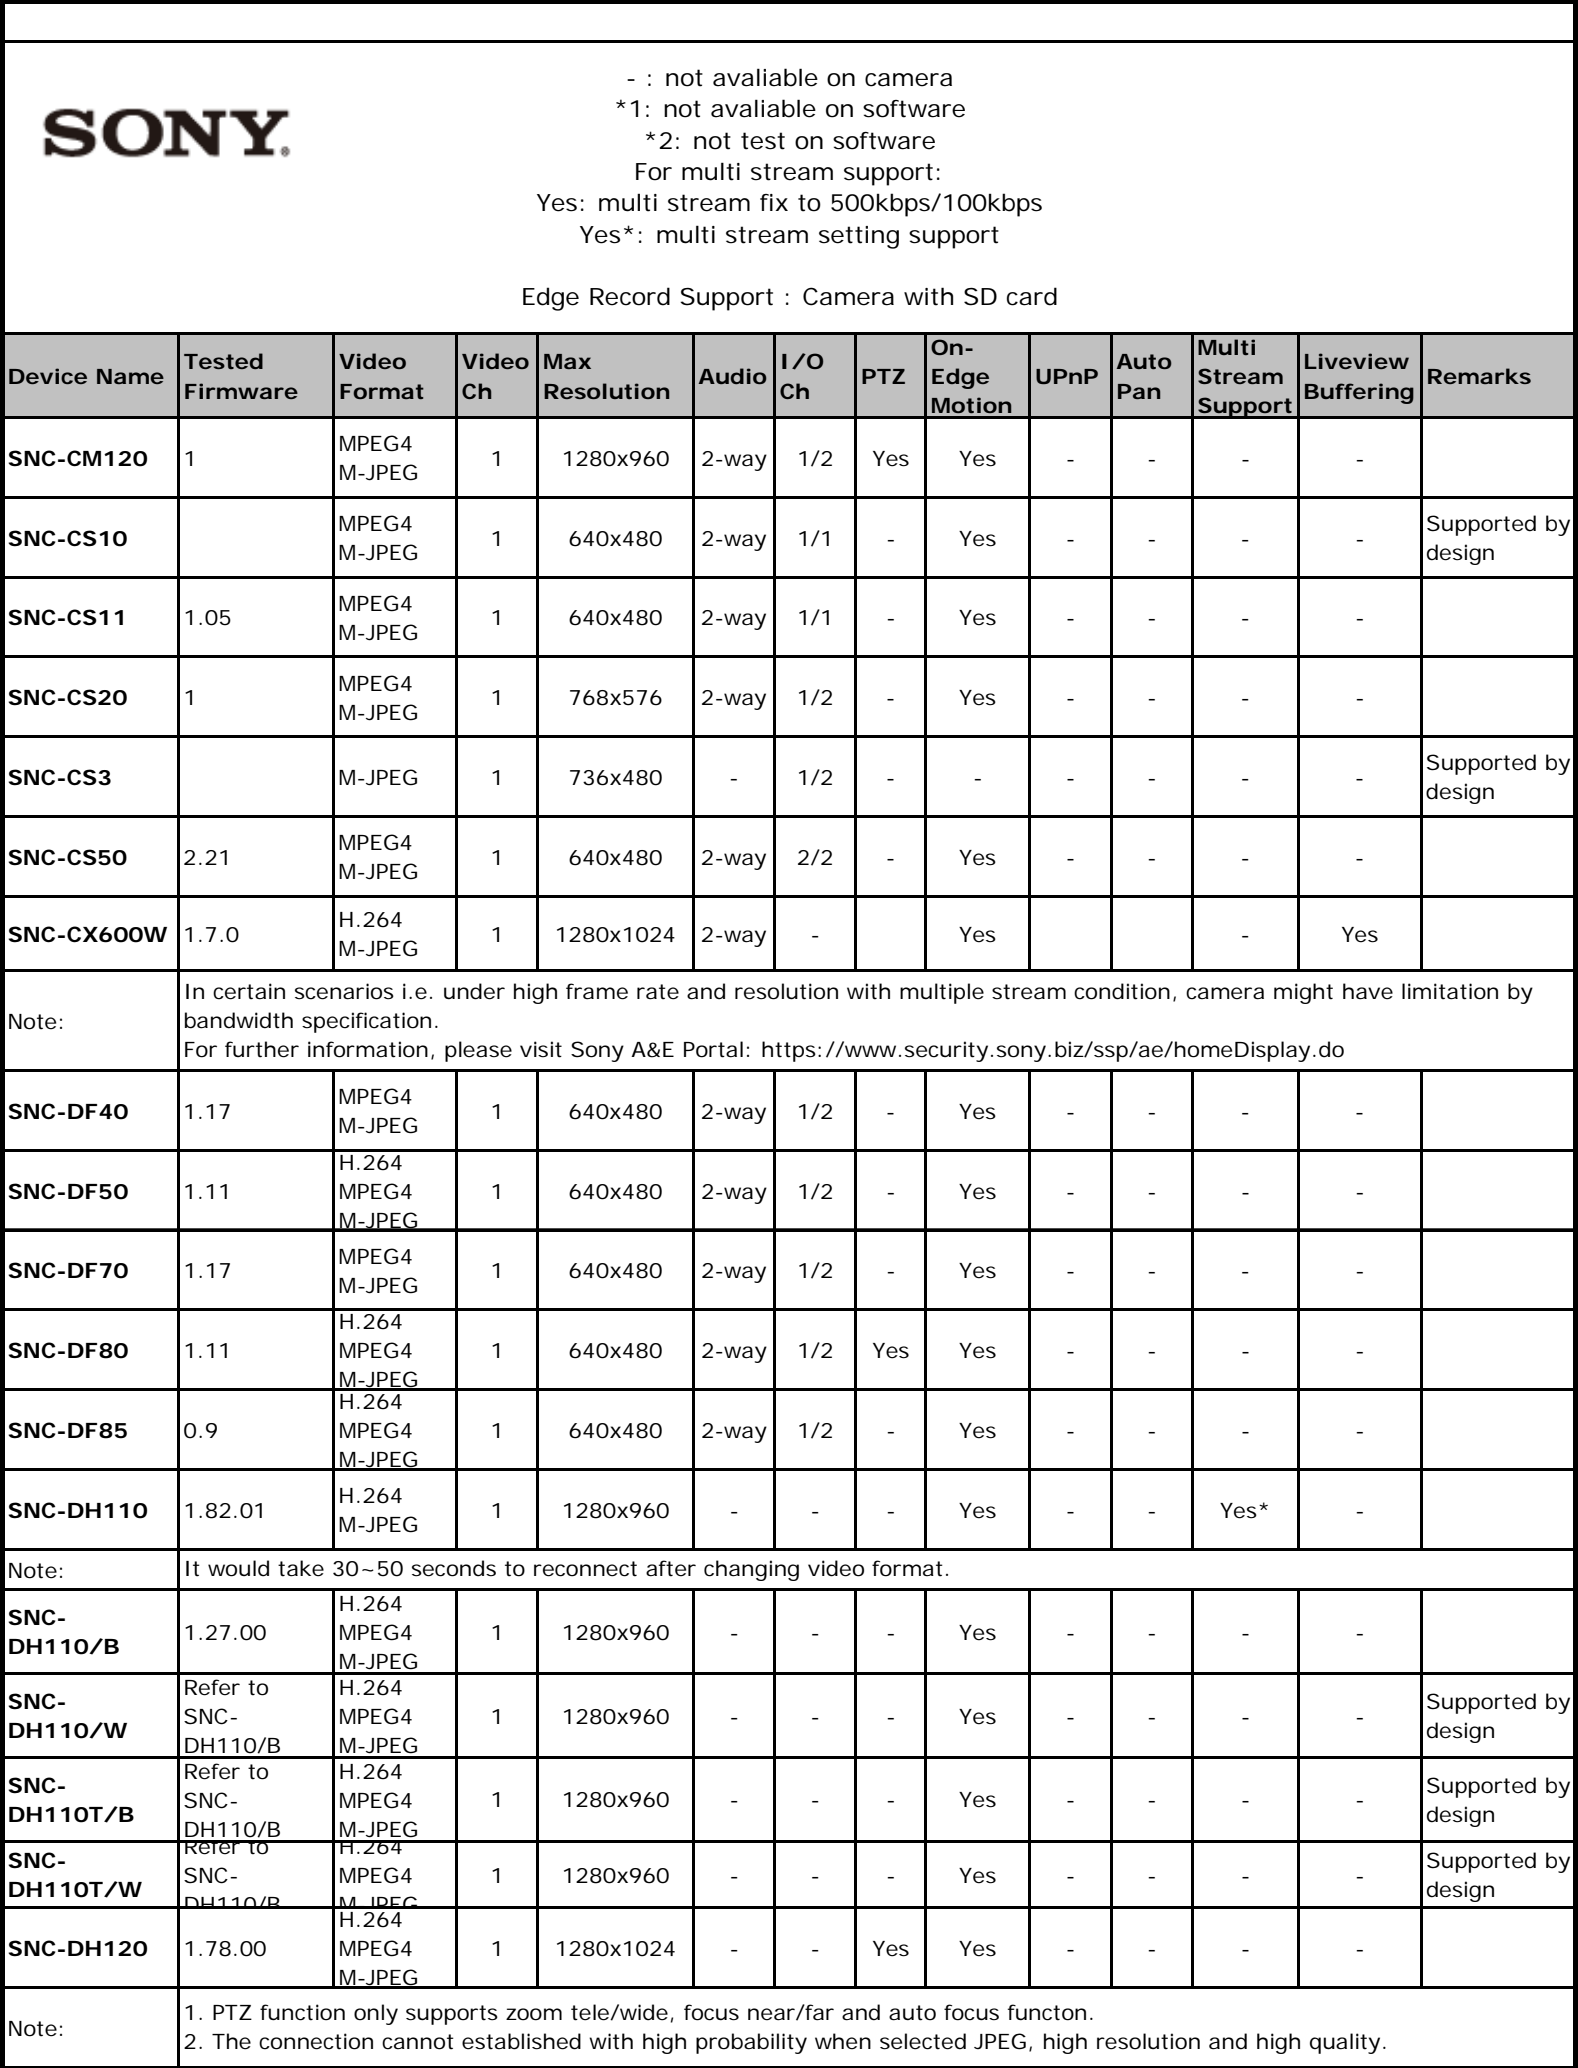 SONY
- : not avaliable on camera
*1: not avaliable on software
*2: not test on software
For multi stream support:
Yes: multi stream fix to 500kbps/100kbps
Yes*: multi stream setting support
Edge Record Support : Camera with SD card
Device Name Tested Firmware Video Format Video Ch Max Resolution Audio I/O Ch PTZ On-Edge Motion UPnP Auto Pan Multi Stream Support Liveview Buffering Remarks
SNC-CM120 1 MPEG4 M-JPEG 1 1280x960 2-way 1/2 Yes Yes - - - -
SNC-CS10 MPEG4 M-JPEG 1 640x480 2-way 1/1 - Yes - - - - Supported by design
SNC-CS11 1.05 MPEG4 M-JPEG 1 640x480 2-way 1/1 - Yes - - - -
SNC-CS20 1 MPEG4 M-JPEG 1 768x576 2-way 1/2 - Yes - - - -
SNC-CS3 M-JPEG 1 736x480 - 1/2 - - - - - - Supported by design
SNC-CS50 2.21 MPEG4 M-JPEG 1 640x480 2-way 2/2 - Yes - - - -
SNC-CX600W 1.7.0 H.264 M-JPEG 1 1280x1024 2-way - Yes - Yes
Note: In certain scenarios i.e. under high frame rate and resolution with multiple stream condition, camera might have limitation by
bandwidth specification.
For further information, please visit Sony A&E Portal: https://www.security.sony.biz/ssp/ae/homeDisplay.do
SNC-DF40 1.17 MPEG4 M-JPEG 1 640x480 2-way 1/2 - Yes - - - -
SNC-DF50 1.11 H.264 MPEG4 M-JPEG 1 640x480 2-way 1/2 - Yes - - - -
SNC-DF70 1.17 MPEG4 M-JPEG 1 640x480 2-way 1/2 - Yes - - - -
SNC-DF80 1.11 H.264 MPEG4 M-JPEG 1 640x480 2-way 1/2 Yes Yes - - - -
SNC-DF85 0.9 H.264 MPEG4 M-JPEG 1 640x480 2-way 1/2 - Yes - - - -
SNC-DH110 1.82.01 H.264 M-JPEG 1 1280x960 - - - Yes - - Yes* -
Note: It would take 30~50 seconds to reconnect after changing video format.
SNC-DH110/B 1.27.00 H.264 MPEG4 M-JPEG 1 1280x960 - - - Yes - - - -
SNC-DH110/W Refer to SNC-DH110/B H.264 MPEG4 M-JPEG 1 1280x960 - - - Yes - - - - Supported by design
SNC-DH110T/B Refer to SNC-DH110/B H.264 MPEG4 M-JPEG 1 1280x960 - - - Yes - - - - Supported by design
SNC-DH110T/W Refer to SNC-DH110/B H.264 MPEG4 M-JPEG 1 1280x960 - - - Yes - - - - Supported by design
SNC-DH120 1.78.00 H.264 MPEG4 M-JPEG 1 1280x1024 - - Yes Yes - - - -
Note: 1. PTZ function only supports zoom tele/wide, focus near/far and auto focus functon.
2. The connection cannot established with high probability when selected JPEG, high resolution and high quality.